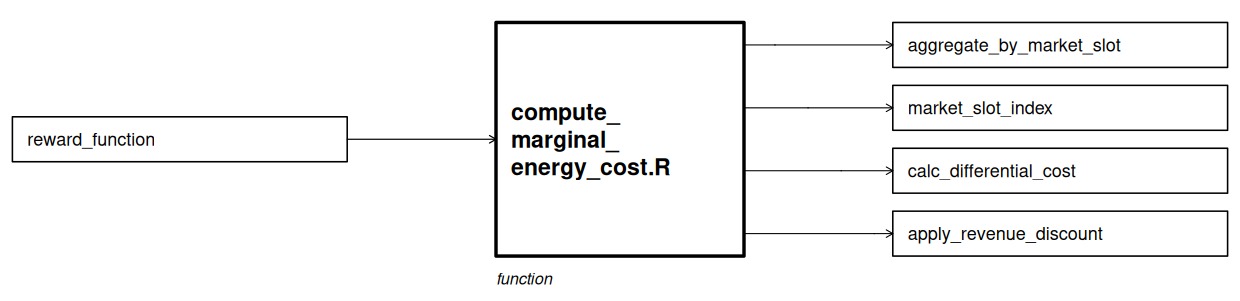 reward_function
compute_
marginal_
energy_cost.R
function
aggregate_by_market_slot
market_slot_index
calc_differential_cost
apply_revenue_discount